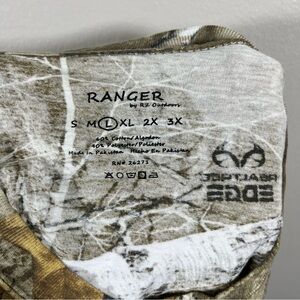 RANGER
by RZ Outdoors
S M L XL 2X 3X
60% Cotton/Algodon
40% Polyester/Poliester
Made in Pakistan Hecho En Pakistan
RN# 26273
REALTREE
EDGE